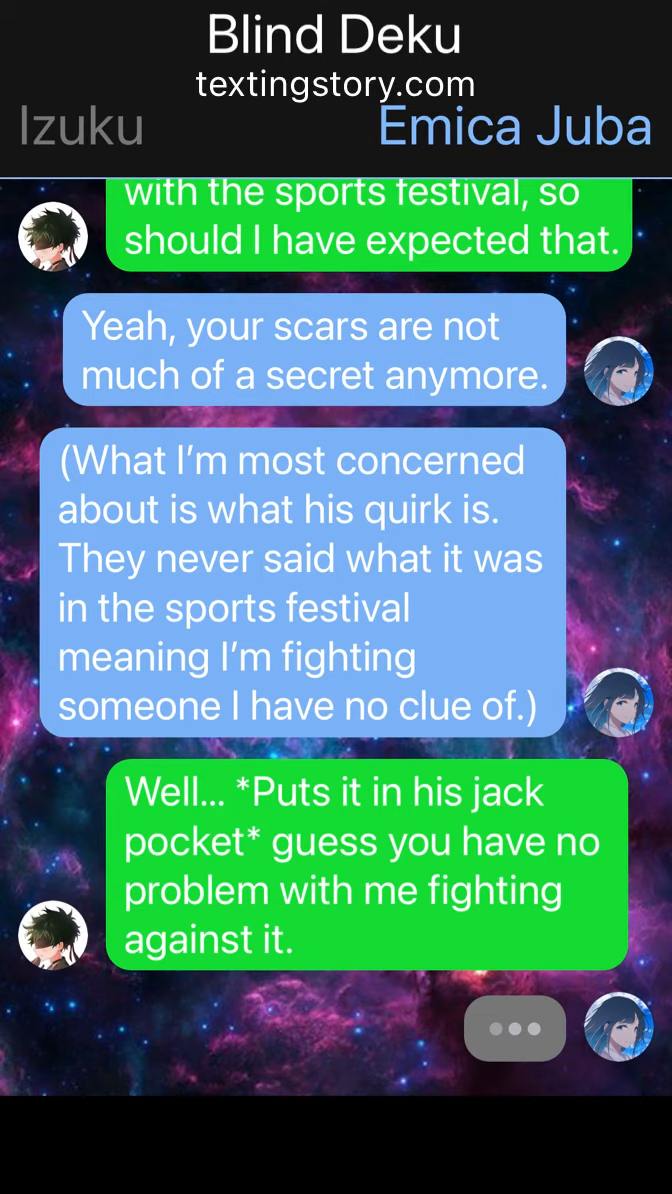 Blind Deku
textingstory.com
Izuku
Emica Juba
with the sports festival, so
should I have expected that.
Yeah, your scars are not
much of a secret anymore.
(What I’m most concerned
about is what his quirk is.
They never said what it was
in the sports festival
meaning I’m fighting
someone I have no clue of.)
Well... *Puts it in his jack
pocket* guess you have no
problem with me fighting
against it.